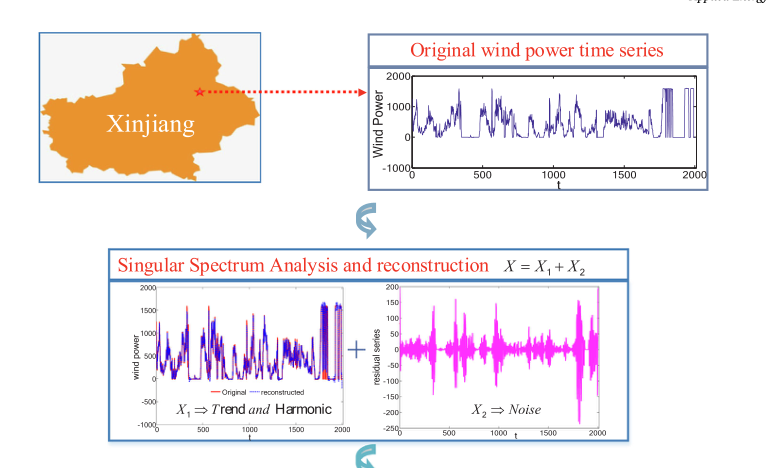 Xinjiang
Original wind power time series
Wind Power
2000
1000
0
-1000
0 500 1000 1500 2000
t
Singular Spectrum Analysis and reconstruction X = X₁ + X₂
wind power
2000
1500
1000
500
0
-500
-1000
Original reconstructed
X₁ ⇒ Trend and Harmonic
0 500 1000 1500 2000
t
+
residual series
200
150
100
50
0
-50
-100
-150
-200
-250
X₂ ⇒ Noise
0 500 1000 1500 2000
t